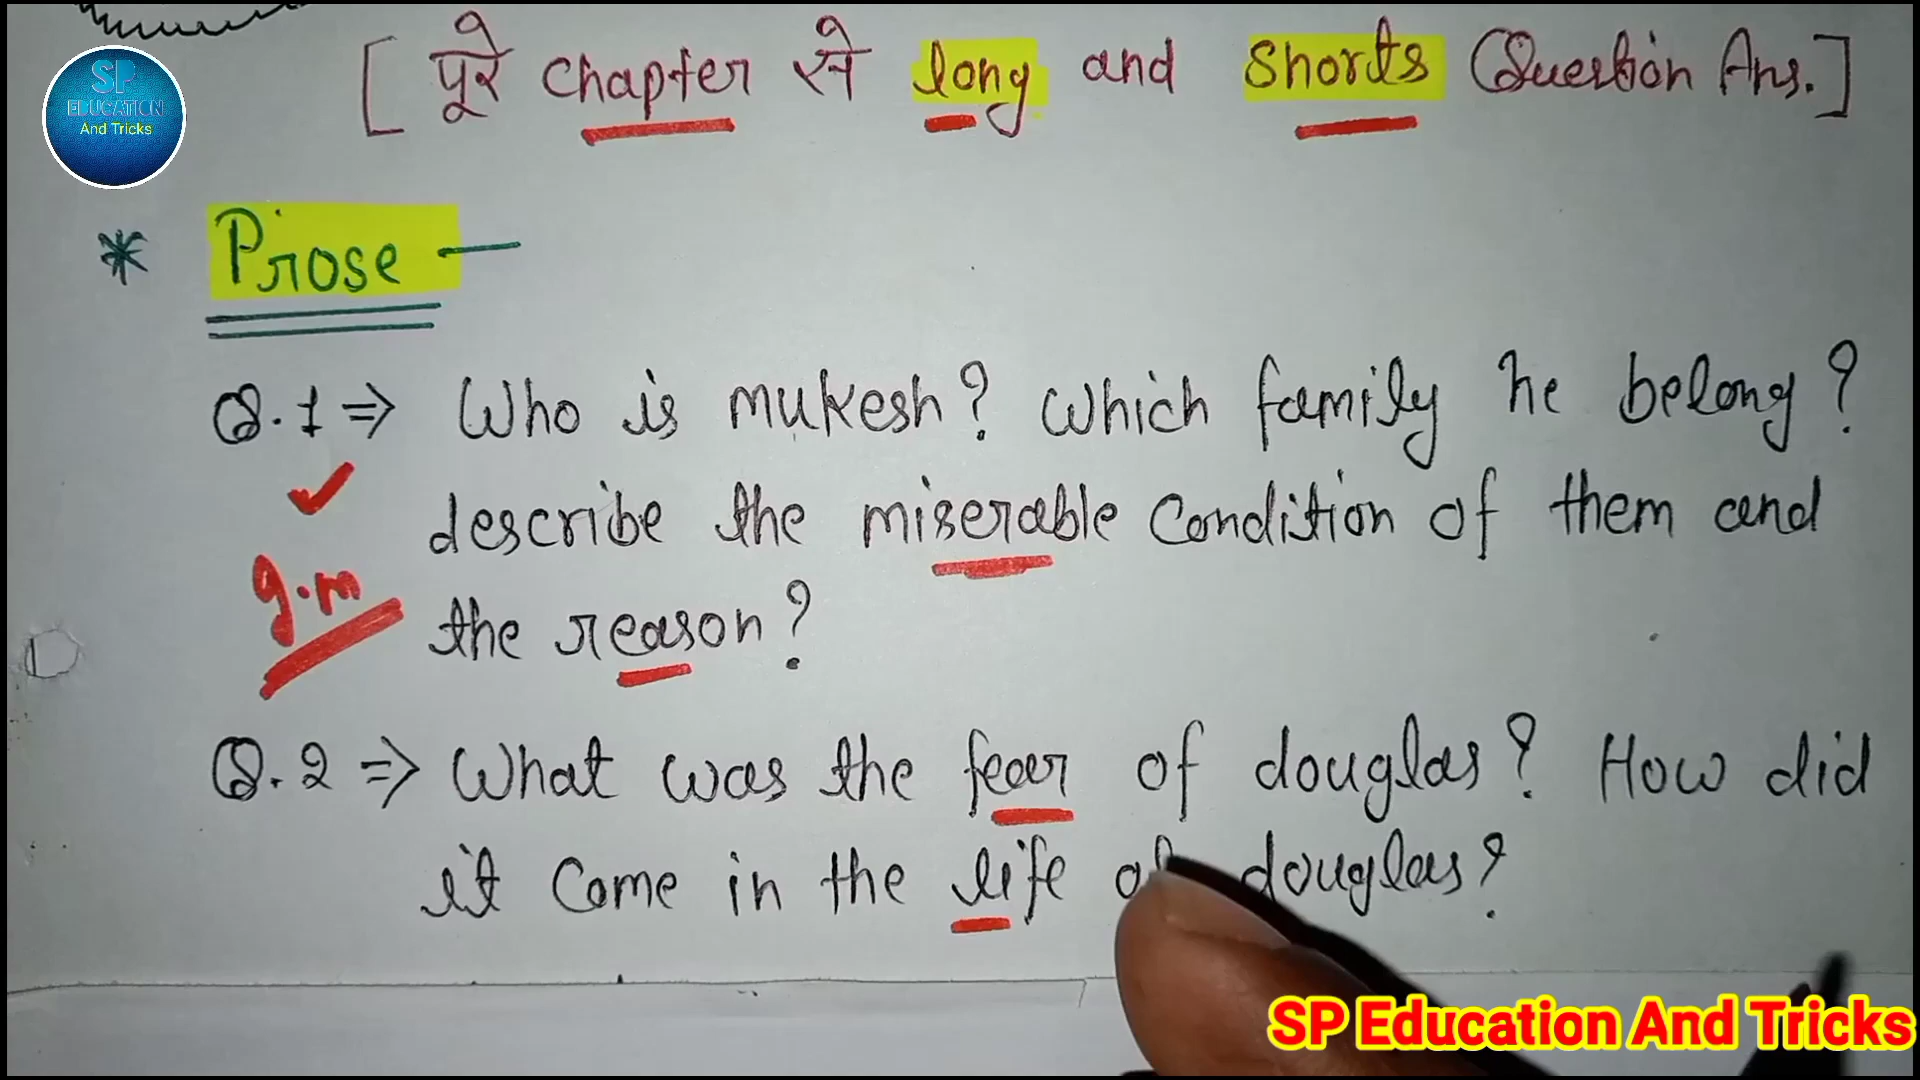 [ पूरे chapter से long and shorts Question Ans. ]
SP
EDUCATION
And Tricks
* Prose -
Q.1 => Who is mukesh? Which family he belong?
describe the miserable condition of them and
g.m
the reason?
Q.2 => What was the fear of douglas? How did
it come in the life of douglas?
SP Education And Tricks